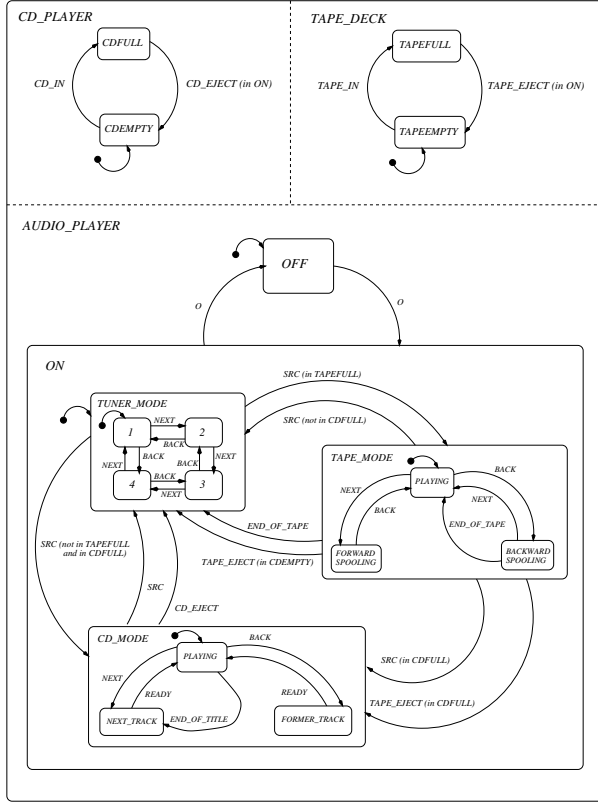 CD_PLAYER
TAPE_DECK
CDFULL
TAPEFULL
CD_IN
CD_EJECT (in ON)
TAPE_IN
TAPE_EJECT (in ON)
CDEMPTY
TAPEEMPTY
AUDIO_PLAYER
OFF
O
O
ON
SRC (in TAPEFULL)
TUNER_MODE
SRC (not in CDFULL)
1
NEXT
2
BACK
TAPE_MODE
BACK
NEXT
BACK
NEXT
4
BACK
NEXT
3
PLAYING
NEXT
BACK
NEXT
BACK
END_OF_TAPE
END_OF_TAPE
FORWARD
SPOOLING
BACKWARD
SPOOLING
SRC (not in TAPEFULL
and in CDFULL)
TAPE_EJECT (in CDEMPTY)
SRC
CD_EJECT
CD_MODE
BACK
PLAYING
SRC (in CDFULL)
NEXT
READY
READY
TAPE_EJECT (in CDFULL)
NEXT_TRACK
END_OF_TITLE
FORMER_TRACK